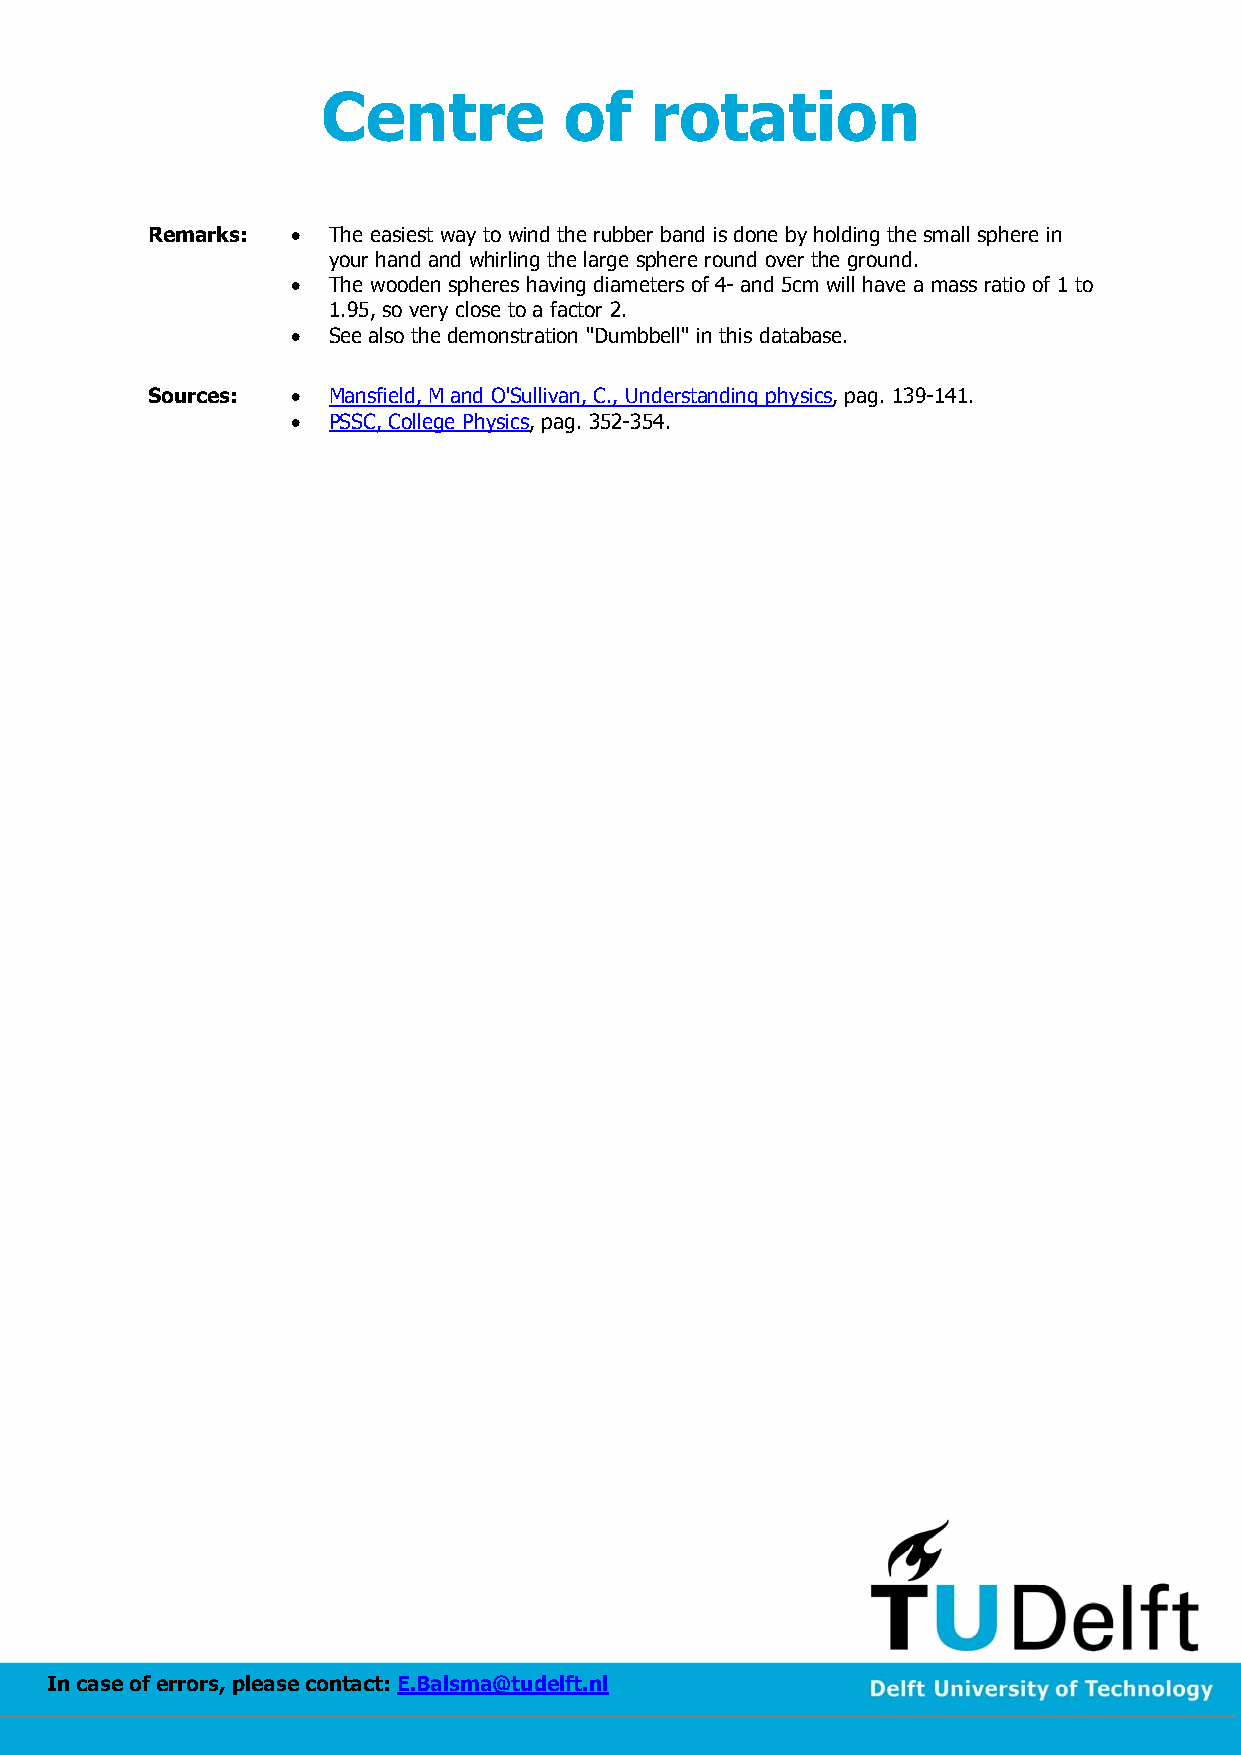 Centre of rotation
Remarks: • The easiest way to wind the rubber band is done by holding the small sphere in
your hand and whirling the large sphere round over the ground.
• The wooden spheres having diameters of 4- and 5cm will have a mass ratio of 1 to
1.95, so very close to a factor 2.
• See also the demonstration "Dumbbell" in this database.
Sources: • Mansfield, M and O'Sullivan, C., Understanding physics, pag. 139-141.
• PSSC, College Physics, pag. 352-354.
TUDelft
In case of errors, please contact: E.Balsma@tudelft.nl
Delft University of Technology